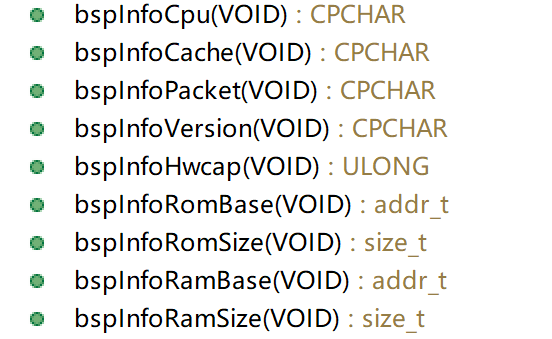 bspInfoCpu(VOID) : CPCHAR
bspInfoCache(VOID) : CPCHAR
bspInfoPacket(VOID) : CPCHAR
bspInfoVersion(VOID) : CPCHAR
bspInfoHwcap(VOID) : ULONG
bspInfoRomBase(VOID) : addr_t
bspInfoRomSize(VOID) : size_t
bspInfoRamBase(VOID) : addr_t
bspInfoRamSize(VOID) : size_t